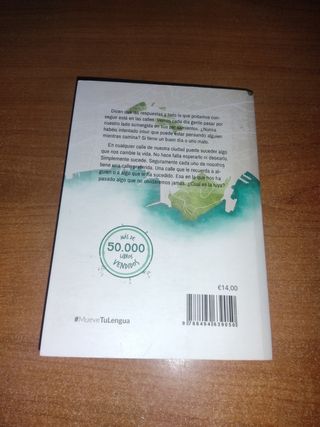 Dicen que las respuestas a todo lo que podamos con-
seguir está en las calles. Vemos cada día gente pasar por
nuestro lado sumergida en sus pensamientos. ¿Nunca
habéis intentado intuir qué puede estar pensando alguien
mientras camina? Si tiene un buen día o uno malo.
En cualquier calle de nuestra ciudad puede suceder algo
que nos cambie la vida. No hace falta esperarlo ni desearlo.
Simplemente sucede. Seguramente cada uno de nosotros
tiene una calle preferida. Una calle que le recuerda a al-
guien o a algo que le ha sucedido. Esa en la que nos ha
pasado algo que no olvidaremos jamás. ¿Cuál es la tuya?
MÁS DE
50.000
LIBROS
VENDIDOS
€14,00
#MueveTuLengua